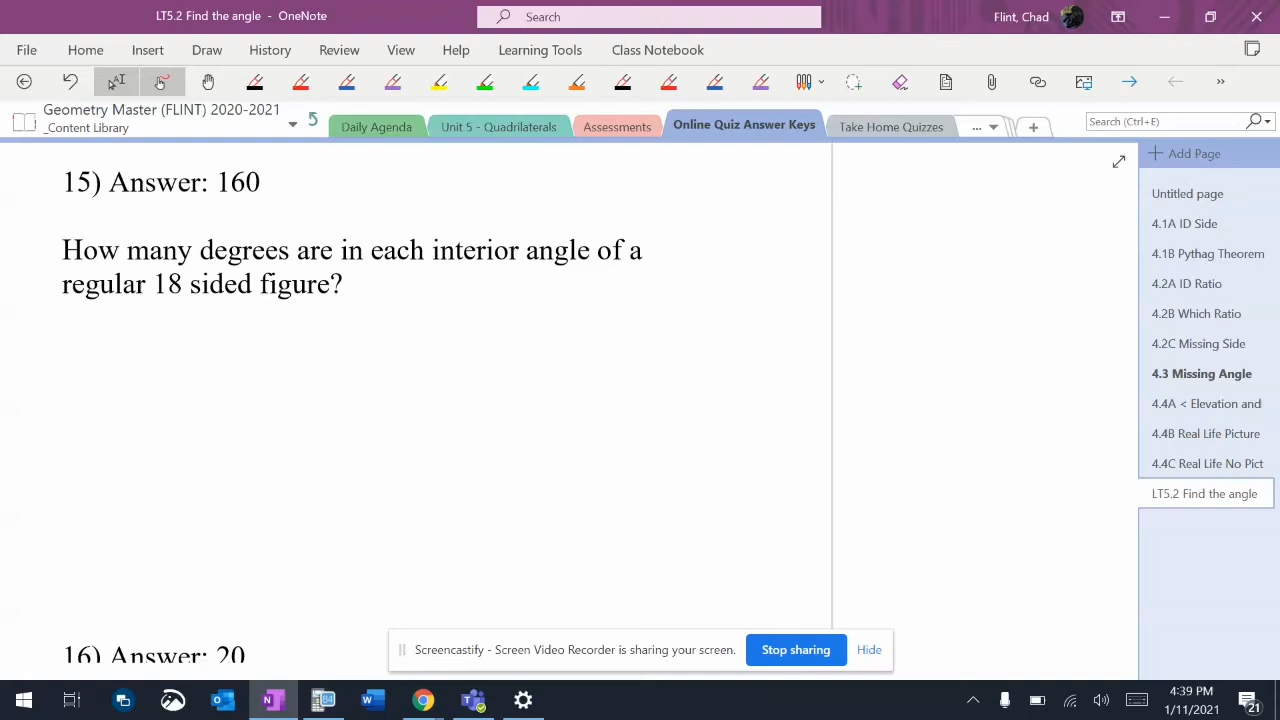 LT5.2 Find the angle - OneNote
Search
Flint, Chad
File Home Insert Draw History Review View Help Learning Tools Class Notebook
Geometry Master (FLINT) 2020-2021
_Content Library
Daily Agenda
Unit 5 - Quadrilaterals
Assessments
Online Quiz Answer Keys
Take Home Quizzes
...
Search (Ctrl+E)
Add Page
15) Answer: 160
How many degrees are in each interior angle of a
regular 18 sided figure?
16) Answer: 20
Untitled page
4.1A ID Side
4.1B Pythag Theorem
4.2A ID Ratio
4.2B Which Ratio
4.2C Missing Side
4.3 Missing Angle
4.4A < Elevation and
4.4B Real Life Picture
4.4C Real Life No Pict
LT5.2 Find the angle
Screencastify - Screen Video Recorder is sharing your screen.
Stop sharing
Hide
84
4:39 PM
1/11/2021
21